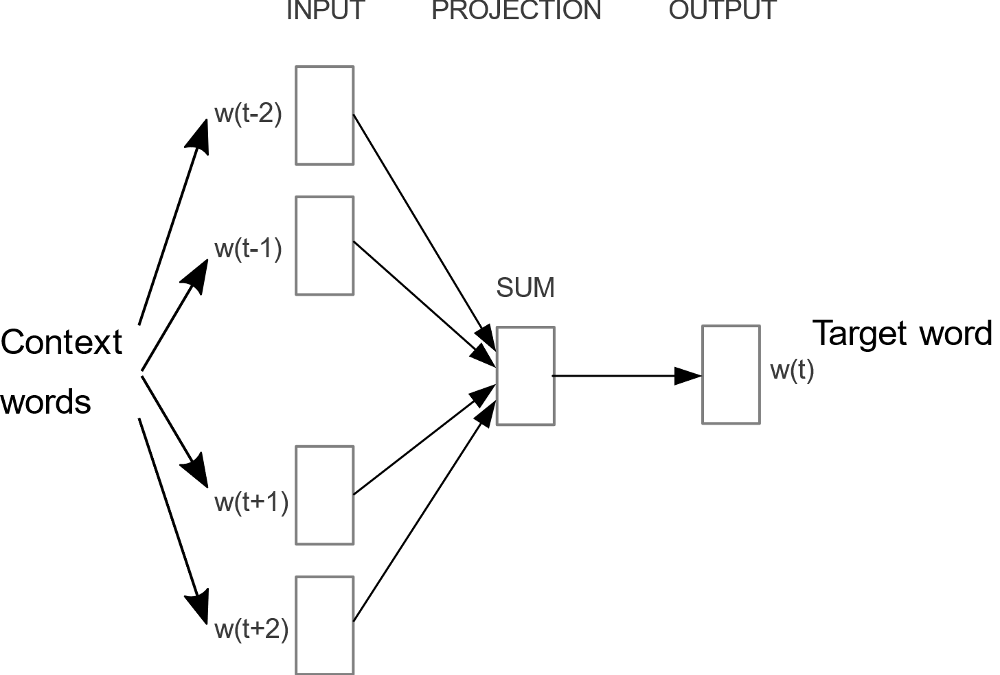 INPUT PROJECTION OUTPUT
w(t-2)
w(t-1)
SUM
Context
words
Target word
w(t)
w(t+1)
w(t+2)